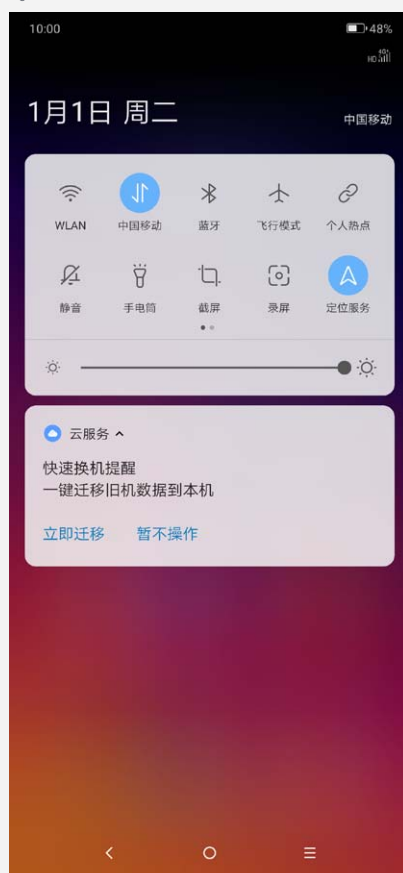 10:00 48%
HD 4G
1月1日 周二 中国移动
WLAN 中国移动 蓝牙 飞行模式 个人热点
静音 手电筒 截屏 录屏 定位服务
云服务
快速换机提醒
一键迁移旧机数据到本机
立即迁移 暂不操作